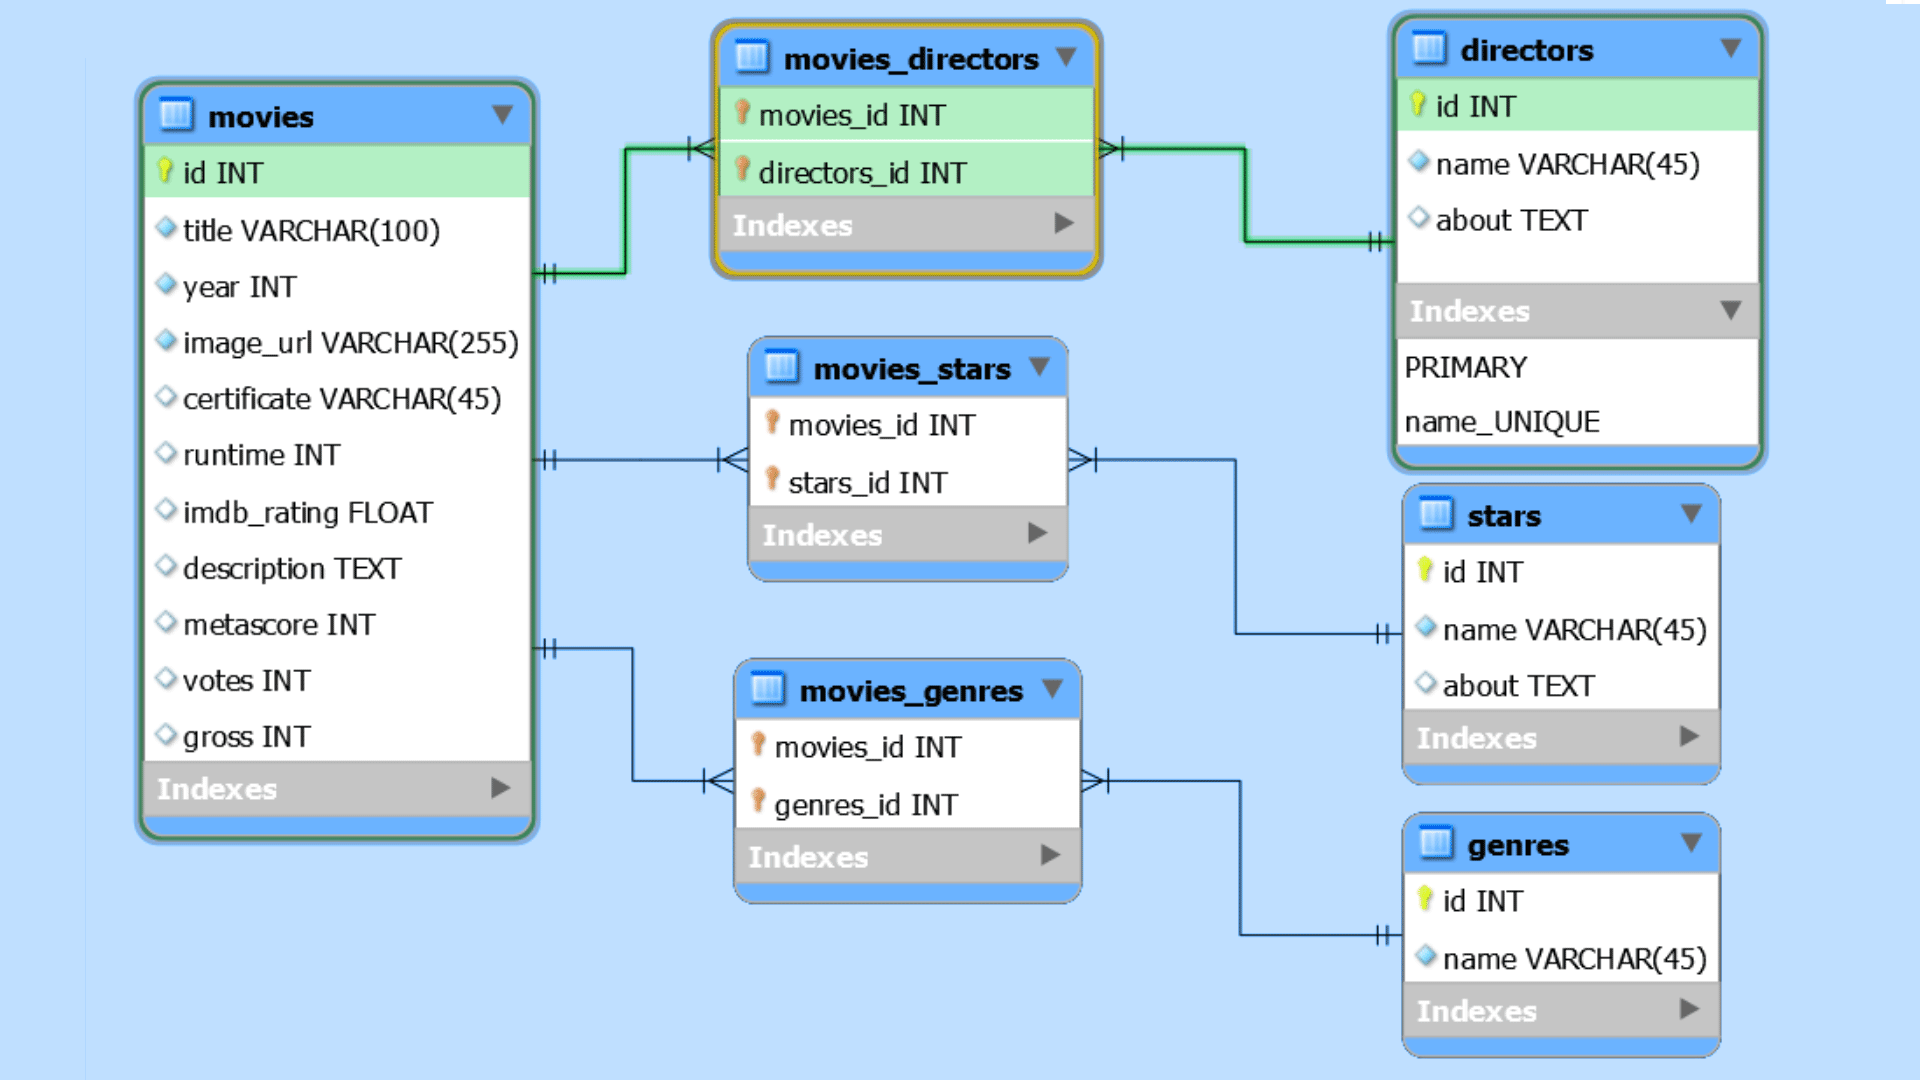 movies
id INT
title VARCHAR(100)
year INT
image_url VARCHAR(255)
certificate VARCHAR(45)
runtime INT
imdb_rating FLOAT
description TEXT
metascore INT
votes INT
gross INT
Indexes
movies_directors
movies_id INT
directors_id INT
Indexes
movies_stars
movies_id INT
stars_id INT
Indexes
movies_genres
movies_id INT
genres_id INT
Indexes
directors
id INT
name VARCHAR(45)
about TEXT
Indexes
PRIMARY
name_UNIQUE
stars
id INT
name VARCHAR(45)
about TEXT
Indexes
genres
id INT
name VARCHAR(45)
Indexes